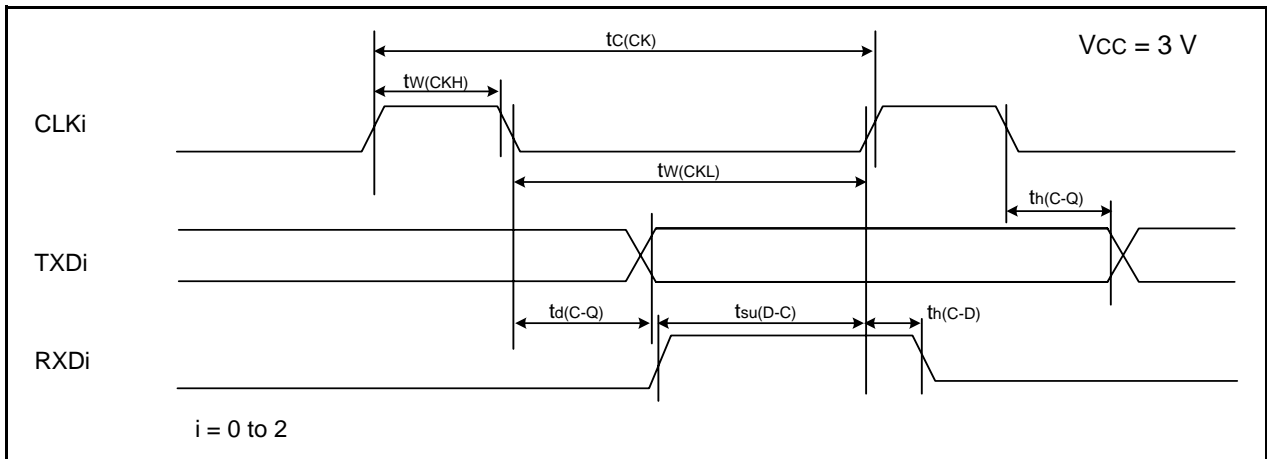 tC(CK)
VCC = 3 V
tW(CKH)
CLKi
tW(CKL)
th(C-Q)
TXDi
td(C-Q)
tsu(D-C)
th(C-D)
RXDi
i = 0 to 2